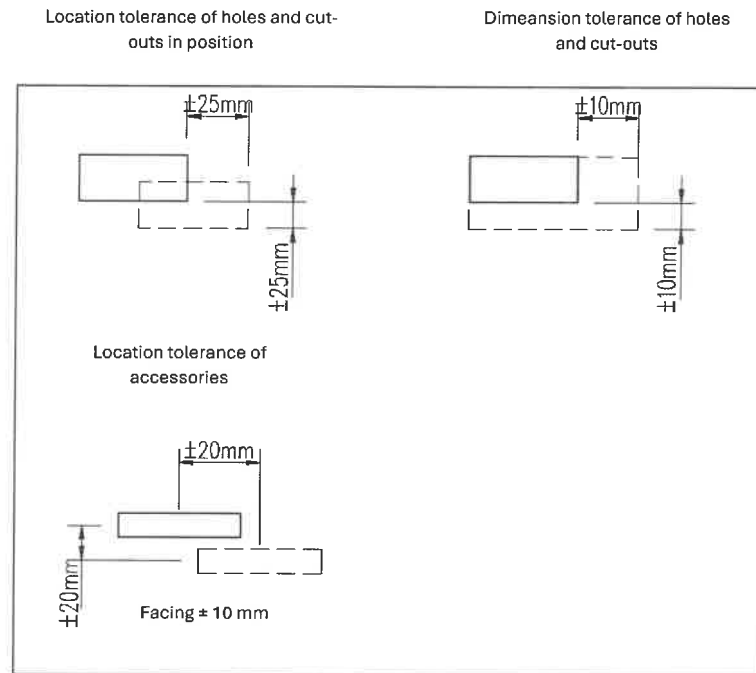 Location tolerance of holes and cut-
outs in position
Dimeansion tolerance of holes
and cut-outs
±25mm
±25mm
±10mm
±10mm
Location tolerance of
accessories
±20mm
±20mm
Facing ± 10 mm